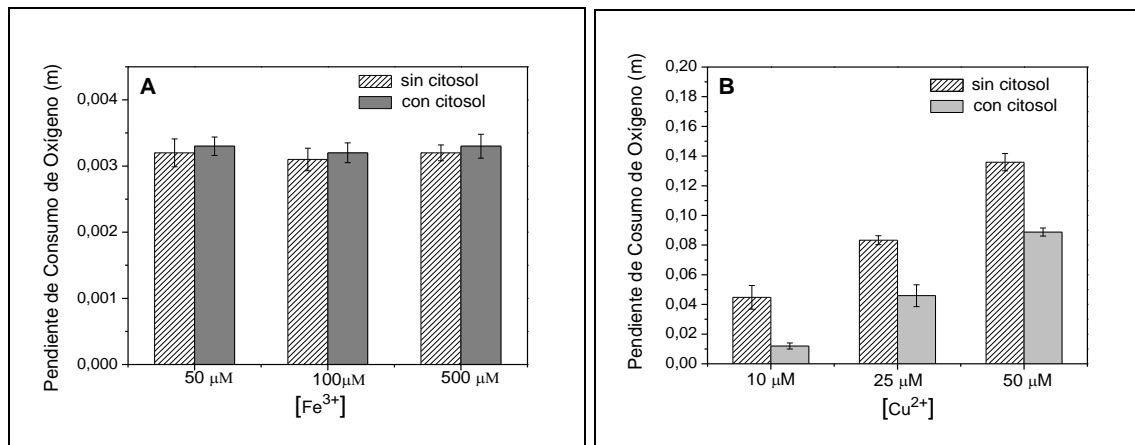 A
sin citosol
con citosol
Pendiente de Consumo de Oxígeno (m)
0,004
0,003
0,002
0,001
0,000
50 μM
100μM
500 μM
[Fe3+]
B
sin citosol
con citosol
Pendiente de Cosumo de Oxígeno (m)
0,20
0,18
0,16
0,14
0,12
0,10
0,08
0,06
0,04
0,02
0,00
10 μM
25 μM
50 μM
[Cu2+]